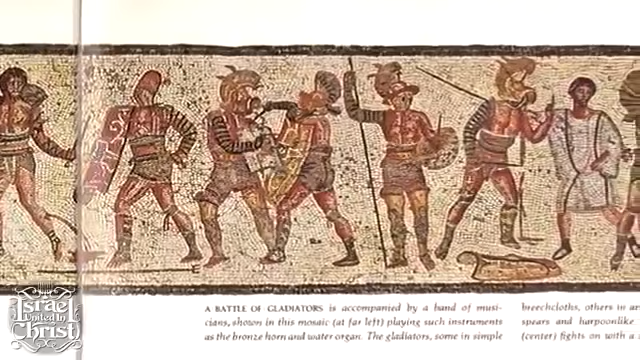 A BATTLE OF GLADIATORS is accompanied by a band of musi-
cians, shown in this mosaic (at far left) playing such instruments
as the bronze horn and water organ. The gladiators, some in simple
breechcloths, others in ar
spears and harpoonlike
(center) fights on with a
Israel
United In
Christ